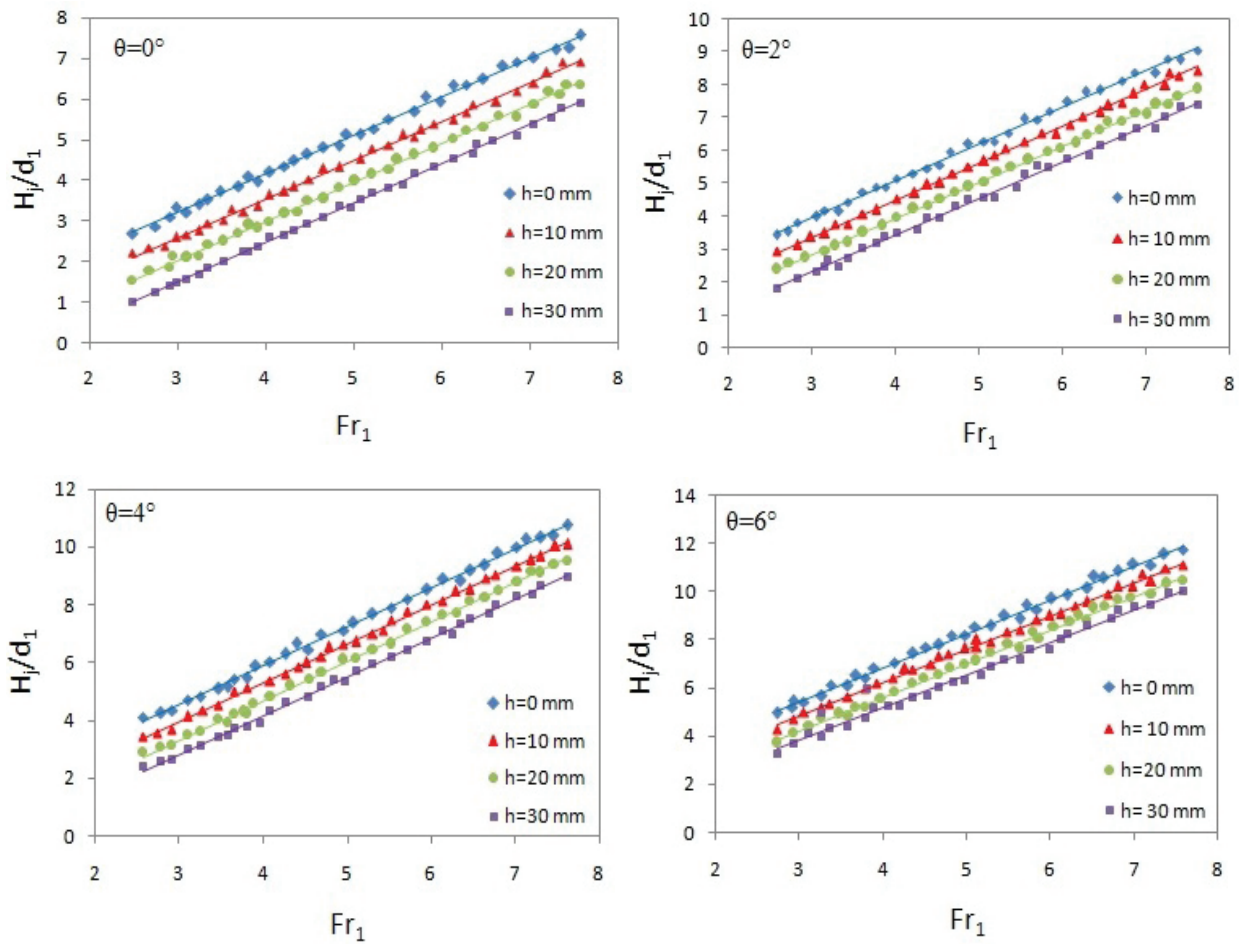 θ=0°
8
7
6
5
4
3
2
1
0
Hj/d1
h=0 mm
h=10 mm
h=20 mm
h=30 mm
2 3 4 5 6 7 8
Fr1
θ=2°
10
9
8
7
6
5
4
3
2
1
0
Hj/d1
h=0 mm
h= 10 mm
h= 20 mm
h= 30 mm
2 3 4 5 6 7 8
Fr1
θ=4°
12
10
8
6
4
2
0
Hj/d1
h=0 mm
h=10 mm
h=20 mm
h=30 mm
2 3 4 5 6 7 8
Fr1
θ=6°
14
12
10
8
6
4
2
0
Hj/d1
h= 0 mm
h= 10 mm
h=20 mm
h= 30 mm
2 3 4 5 6 7 8
Fr1